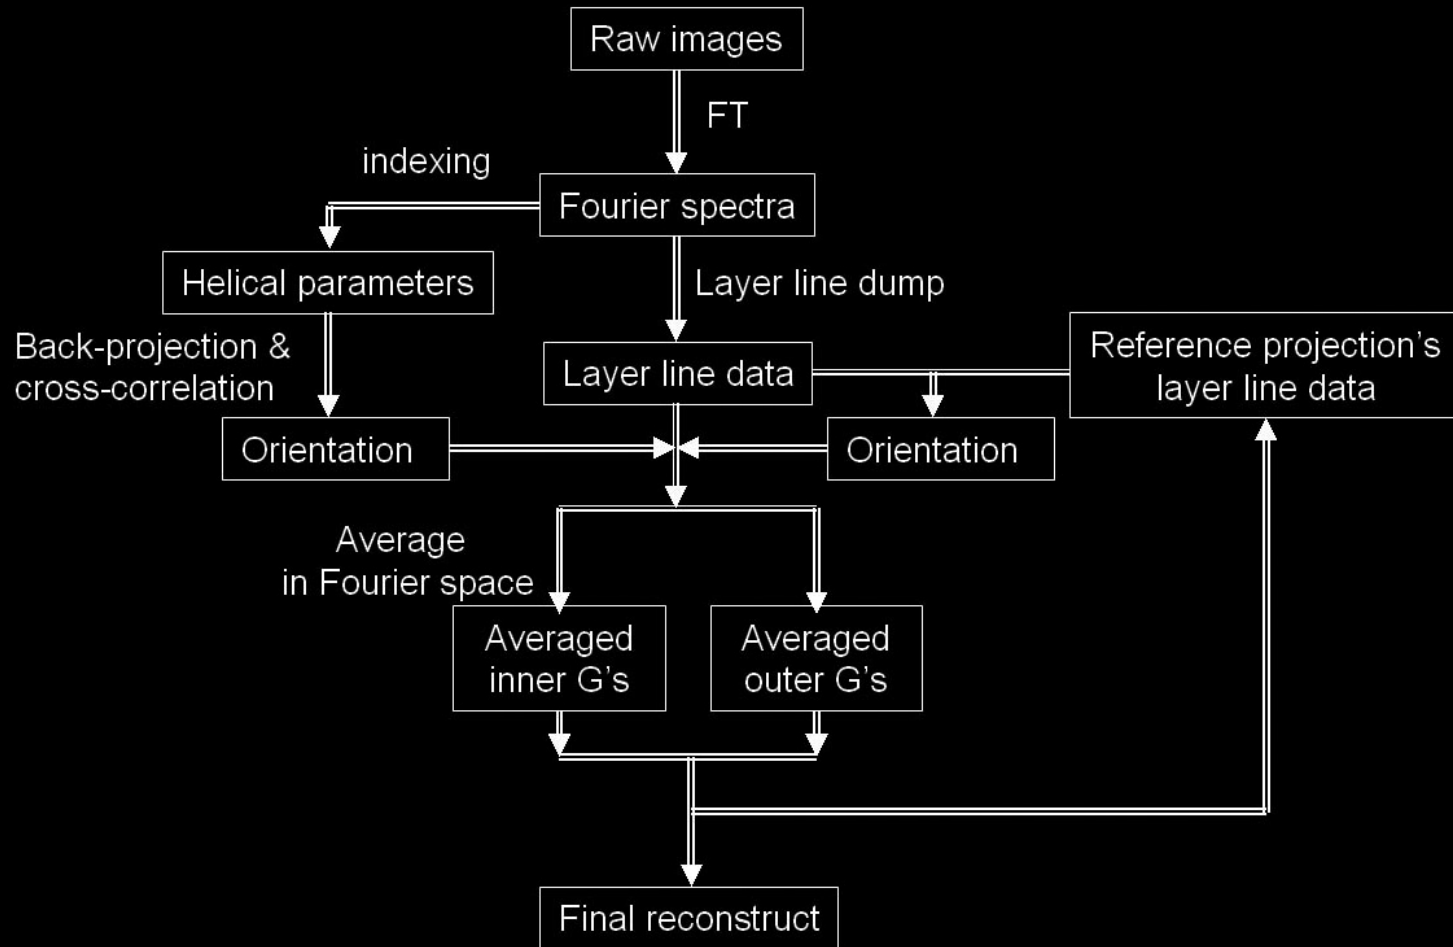 Raw images
FT
indexing
Fourier spectra
Helical parameters
Layer line dump
Back-projection &
cross-correlation
Layer line data
Reference projection's
layer line data
Orientation
Orientation
Average
in Fourier space
Averaged
inner G's
Averaged
outer G's
Final reconstruct